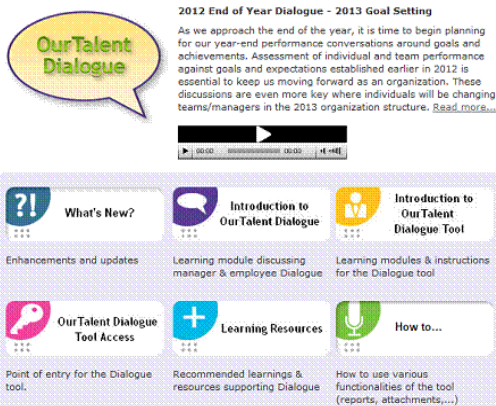 OurTalent
Dialogue
2012 End of Year Dialogue - 2013 Goal Setting
As we approach the end of the year, it is time to begin planning
for our year-end performance conversations around goals and
achievements. Assessment of individual and team performance
against goals and expectations established earlier in 2012 is
essential to keep us moving forward as an organization. These
discussions are even more key where individuals will be changing
teams/managers in the 2013 organization structure. Read more...
00:00 00:00
?!
What's New?
Enhancements and updates
Introduction to
OurTalent Dialogue
Learning module discussing
manager & employee Dialogue
Introduction to
OurTalent
Dialogue Tool
Learning modules & instructions
for the Dialogue tool
OurTalent Dialogue
Tool Access
Point of entry for the Dialogue
tool.
Learning Resources
Recommended learnings &
resources supporting Dialogue
How to...
How to use various
functionalities of the tool
(reports, attachments,...)